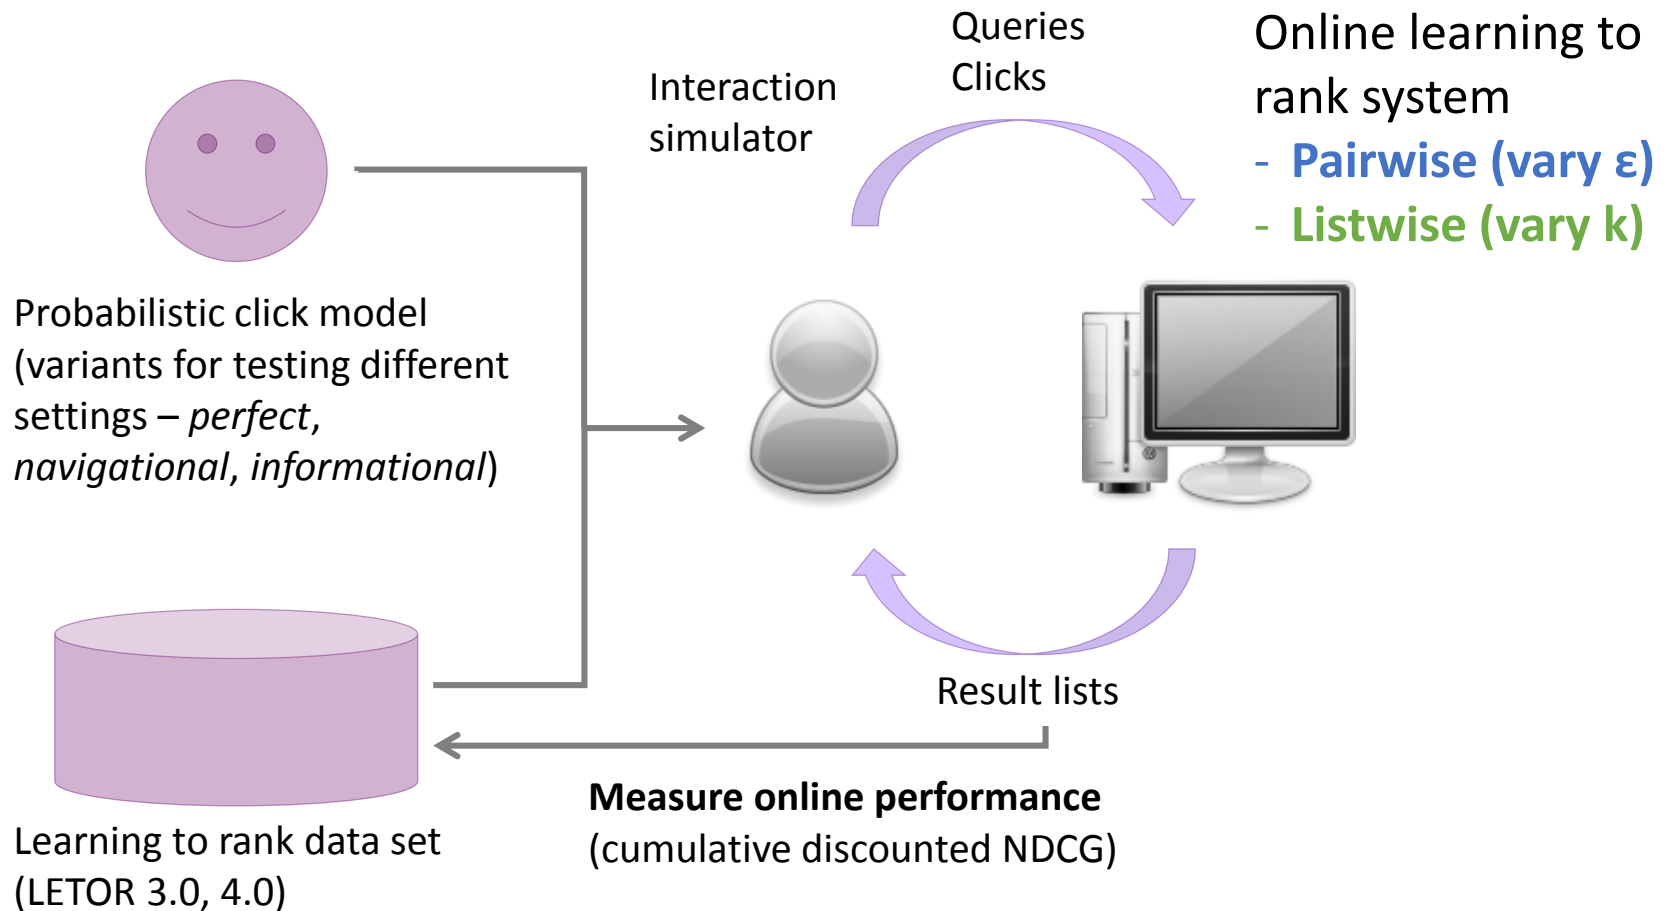 Queries
Clicks
Online learning to
rank system
- Pairwise (vary ε)
- Listwise (vary k)
Interaction
simulator
Probabilistic click model
(variants for testing different
settings – perfect,
navigational, informational)
Result lists
Measure online performance
(cumulative discounted NDCG)
Learning to rank data set
(LETOR 3.0, 4.0)